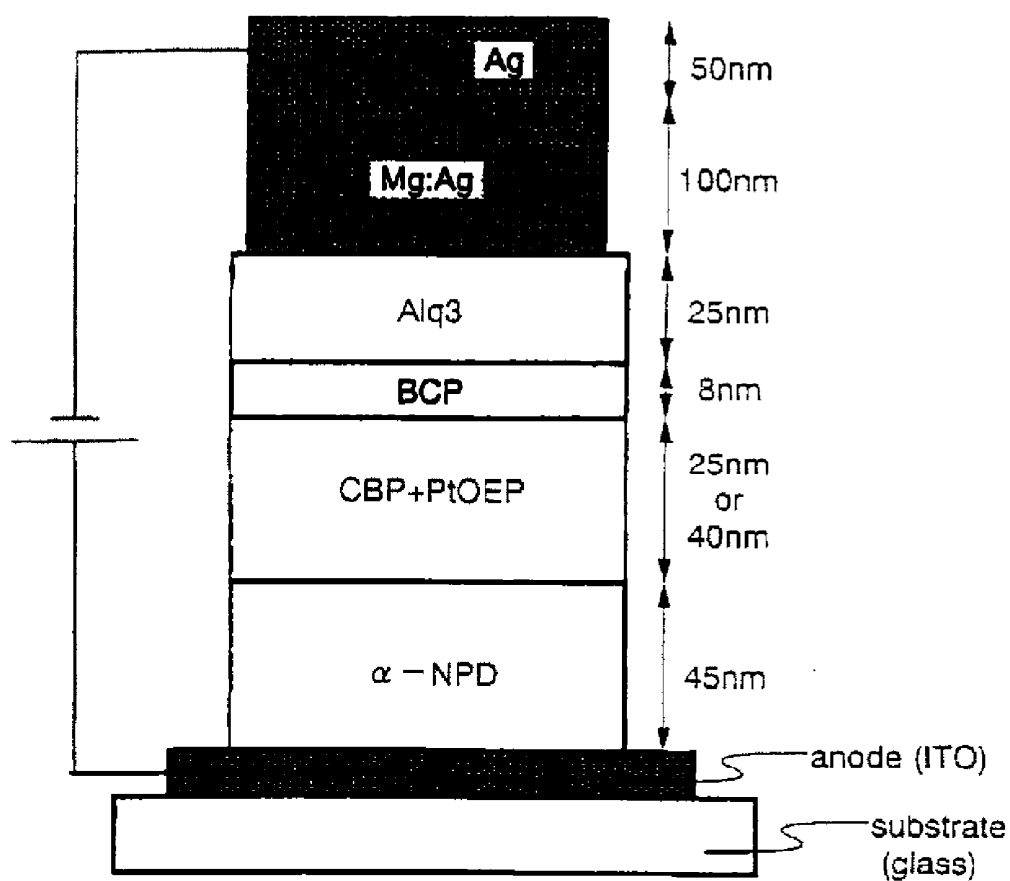 Ag
50nm
Mg:Ag
100nm
Alq3
25nm
BCP
8nm
CBP+PtOEP
25nm
or
40nm
α－NPD
45nm
anode (ITO)
substrate
(glass)